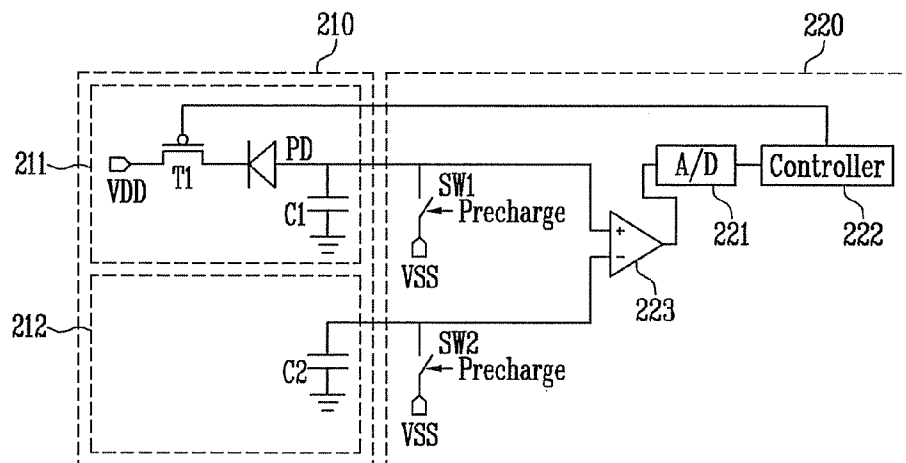 210
220
211
VDD
T1
PD
C1
SW1
Precharge
VSS
+
−
223
A/D
221
Controller
222
212
C2
SW2
Precharge
VSS